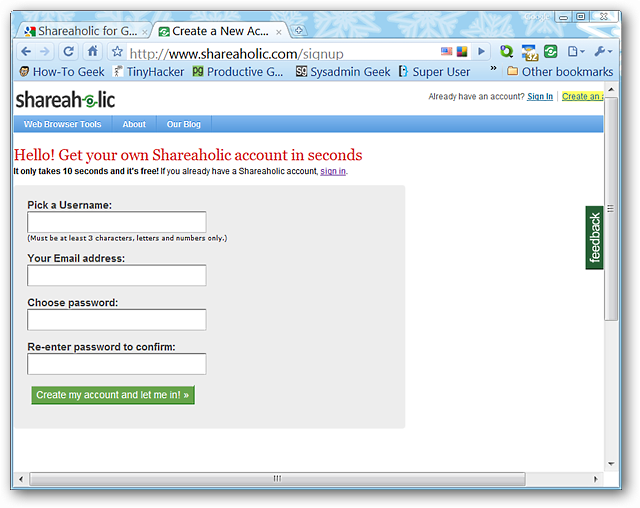 Shareaholic for G...
Create a New Acc...
http://www.shareaholic.com/signup
32
How-To Geek
TinyHacker
Productive G...
Sysadmin Geek
Super User
»
Other bookmarks
shareaholic
Already have an account? Sign In | Create an a
Web Browser Tools
About
Our Blog
Hello! Get your own Shareaholic account in seconds
It only takes 10 seconds and it's free! If you already have a Shareaholic account, sign in.
Pick a Username:
(Must be at least 3 characters, letters and numbers only.)
Your Email address:
Choose password:
Re-enter password to confirm:
Create my account and let me in! »
feedback